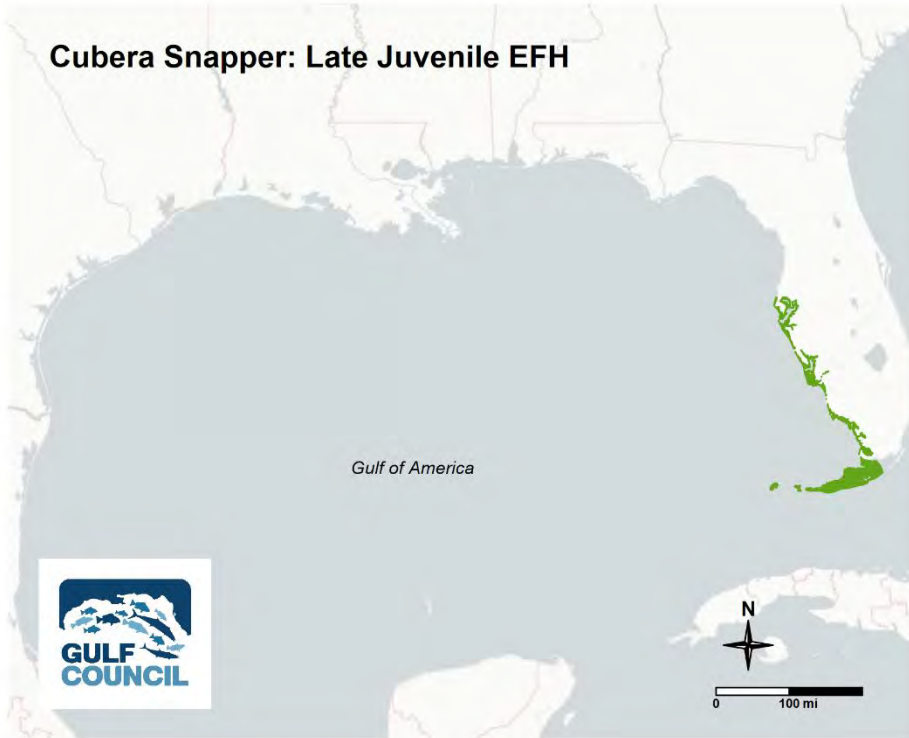 Cubera Snapper: Late Juvenile EFH
Gulf of America
GULF
COUNCIL
N
0 100 mi